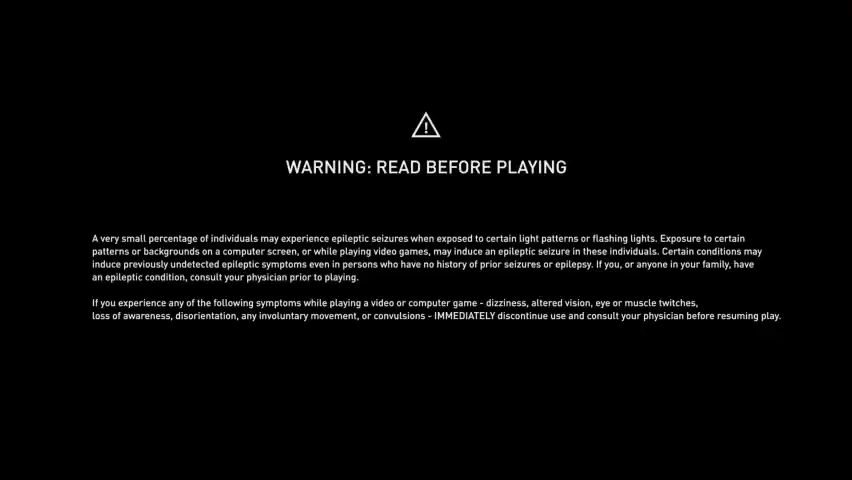 WARNING: READ BEFORE PLAYING
A very small percentage of individuals may experience epileptic seizures when exposed to certain light patterns or flashing lights. Exposure to certain
patterns or backgrounds on a computer screen, or while playing video games, may induce an epileptic seizure in these individuals. Certain conditions may
induce previously undetected epileptic symptoms even in persons who have no history of prior seizures or epilepsy. If you, or anyone in your family, have
an epileptic condition, consult your physician prior to playing.
If you experience any of the following symptoms while playing a video or computer game - dizziness, altered vision, eye or muscle twitches,
loss of awareness, disorientation, any involuntary movement, or convulsions - IMMEDIATELY discontinue use and consult your physician before resuming play.